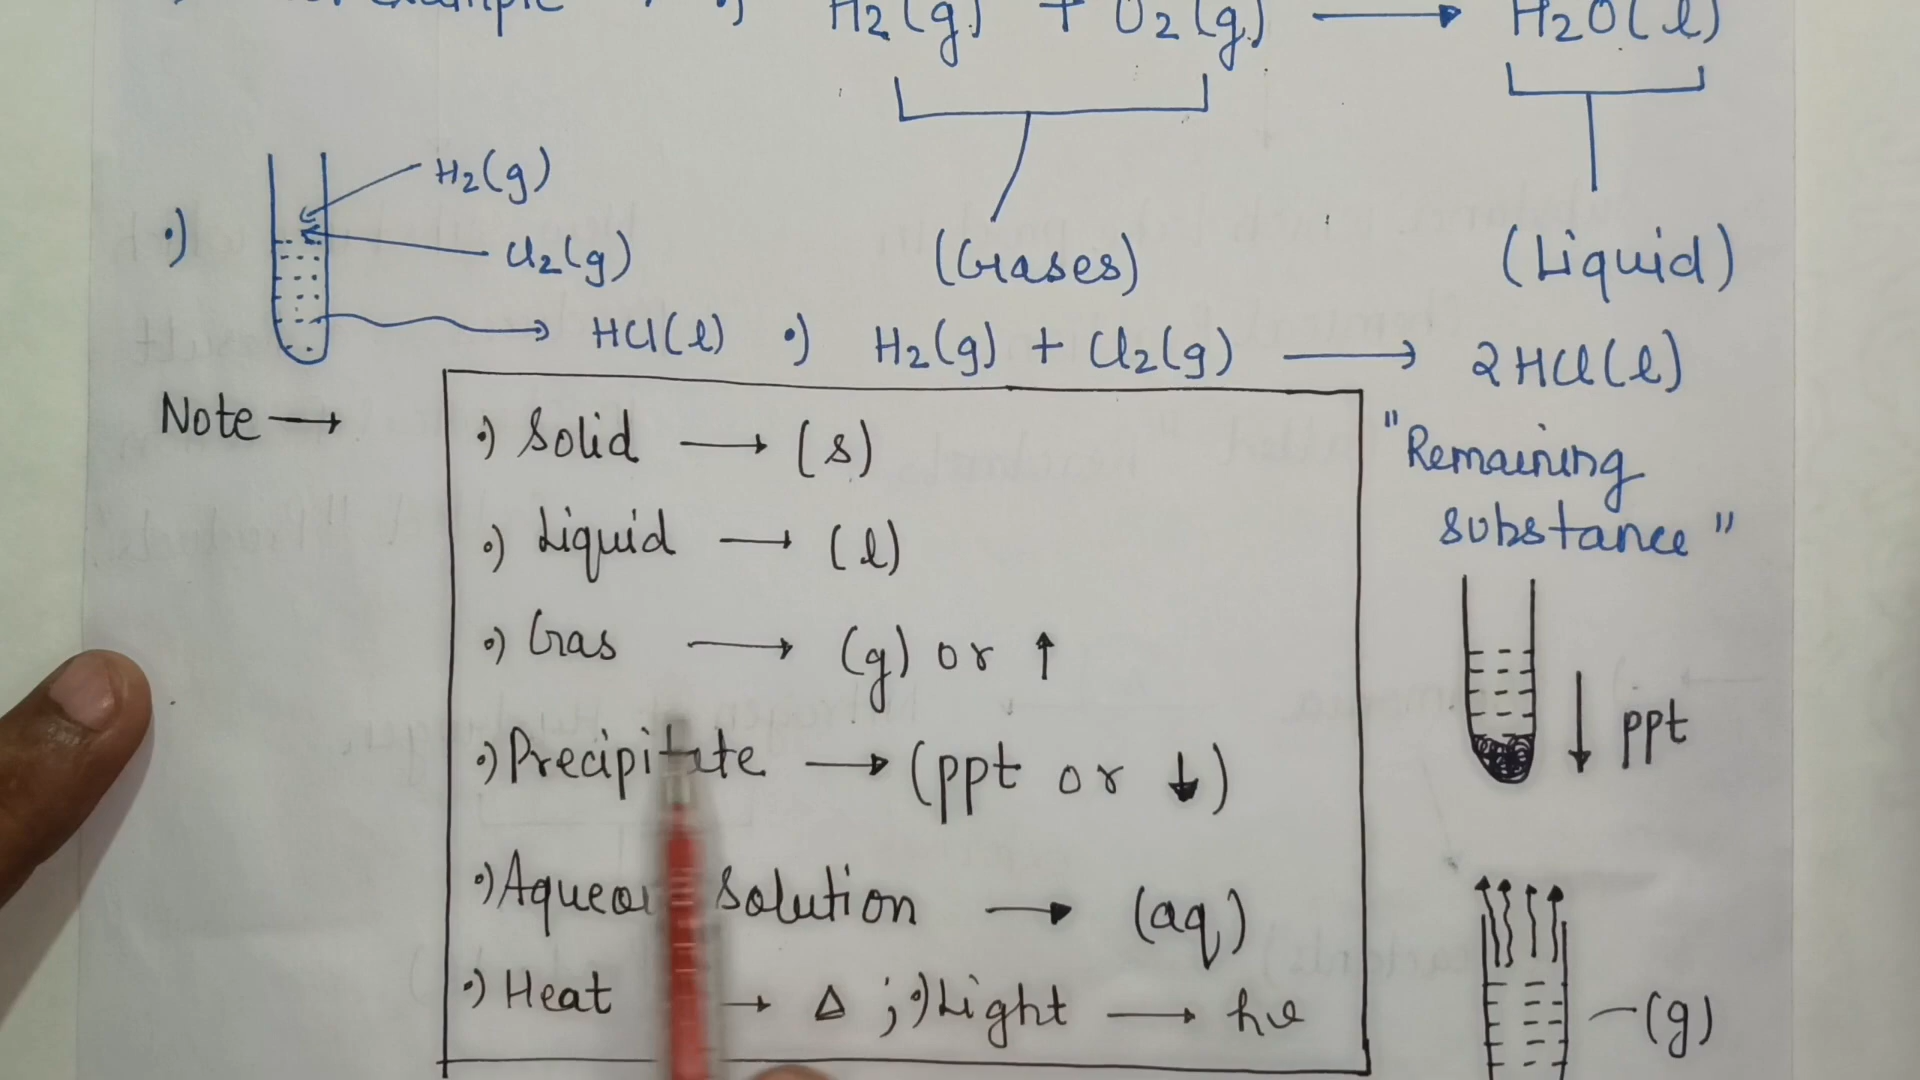 H2(g) + O2(g) ⟶ H2O(l)
(Gases)
(Liquid)
H2(g)
Cl2(g)
HCl(l)
•) H2(g) + Cl2(g) ⟶ 2HCl(l)
Note ⟶
•) Solid ⟶ (s)
•) Liquid ⟶ (l)
•) Gas ⟶ (g) or ↑
•) Precipitate ⟶ (ppt or ↓)
•) Aqueou Solution ⟶ (aq)
•) Heat → Δ ; •) Light ⟶ hν
"Remaining
substance"
↓ ppt
(g)